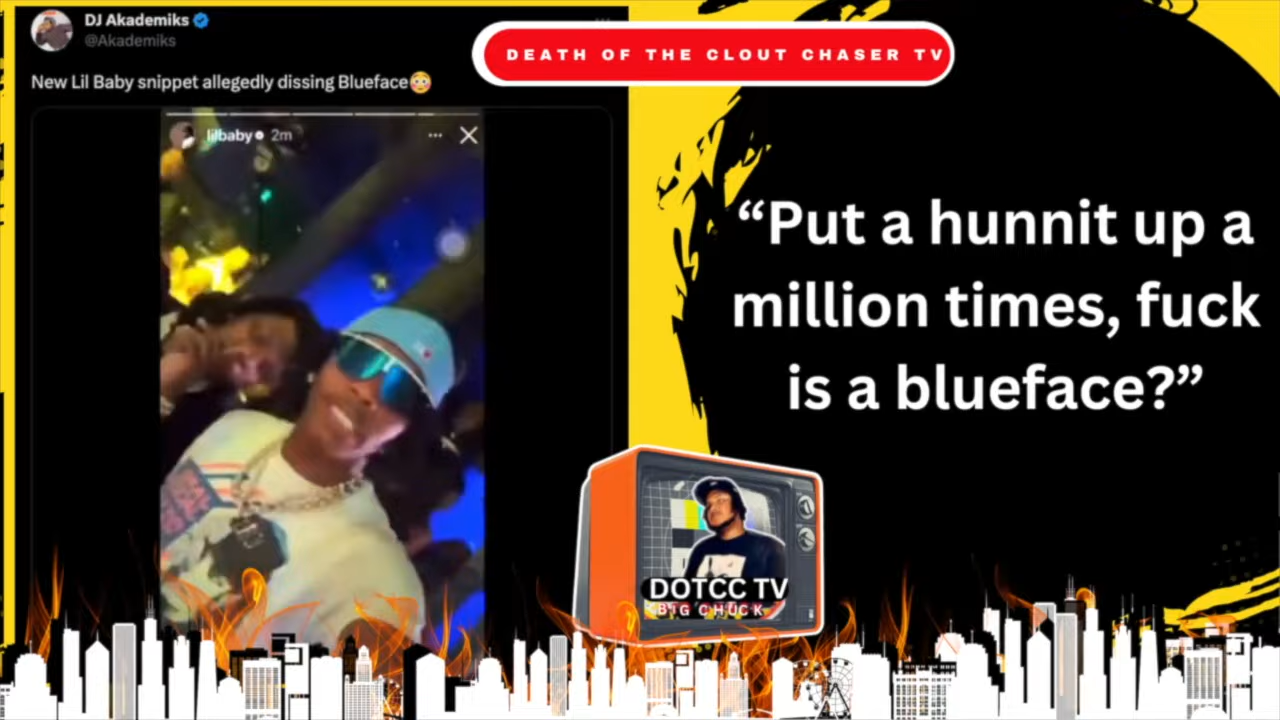 DJ Akademiks
@Akademiks
New Lil Baby snippet allegedly dissing Blueface😳
lilbaby 2m
DEATH OF THE CLOUT CHASER TV
“Put a hunnit up a
million times, fuck
is a blueface?”
DOTCC TV
BIG CHUCK